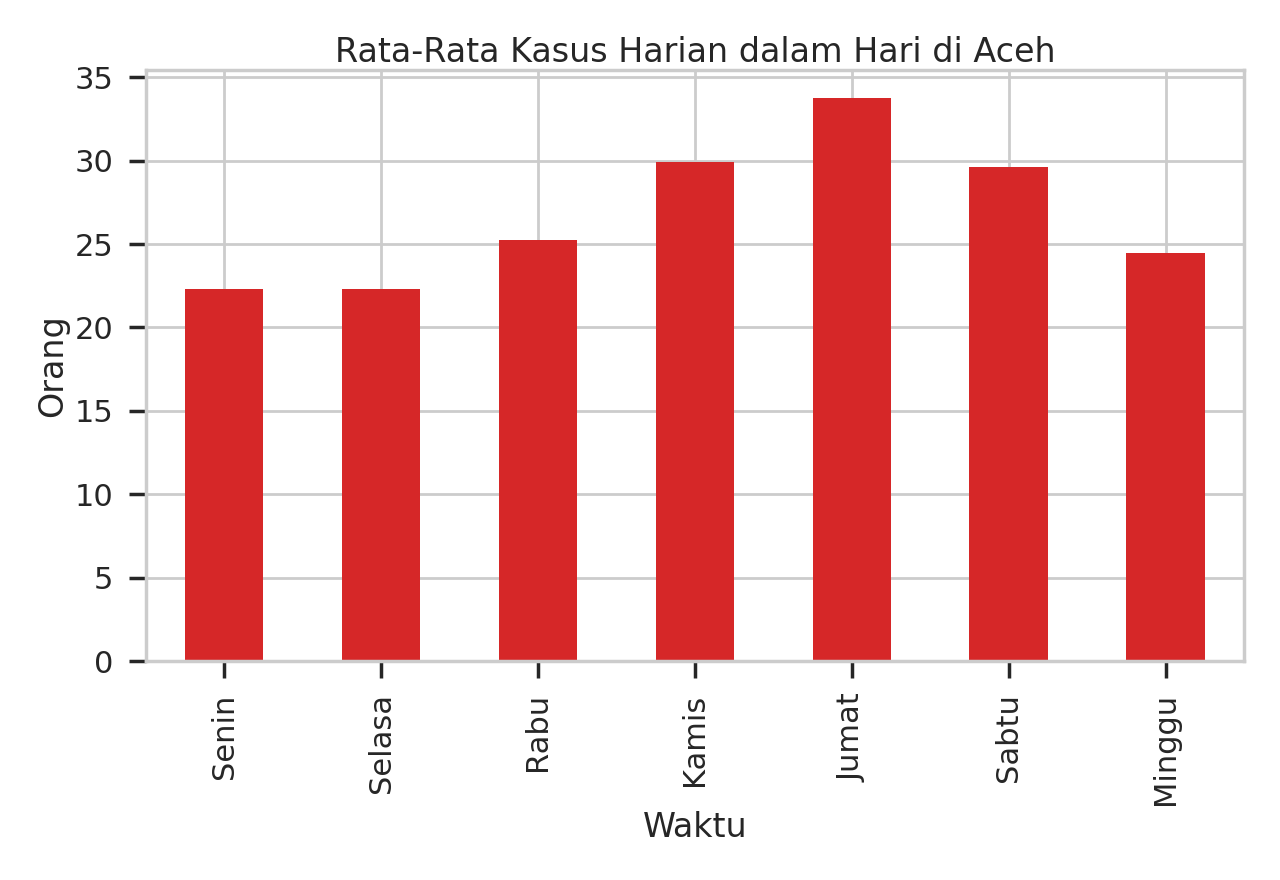 Rata-Rata Kasus Harian dalam Hari di Aceh
Orang
35
30
25
20
15
10
5
0
Senin
Selasa
Rabu
Kamis
Jumat
Sabtu
Minggu
Waktu